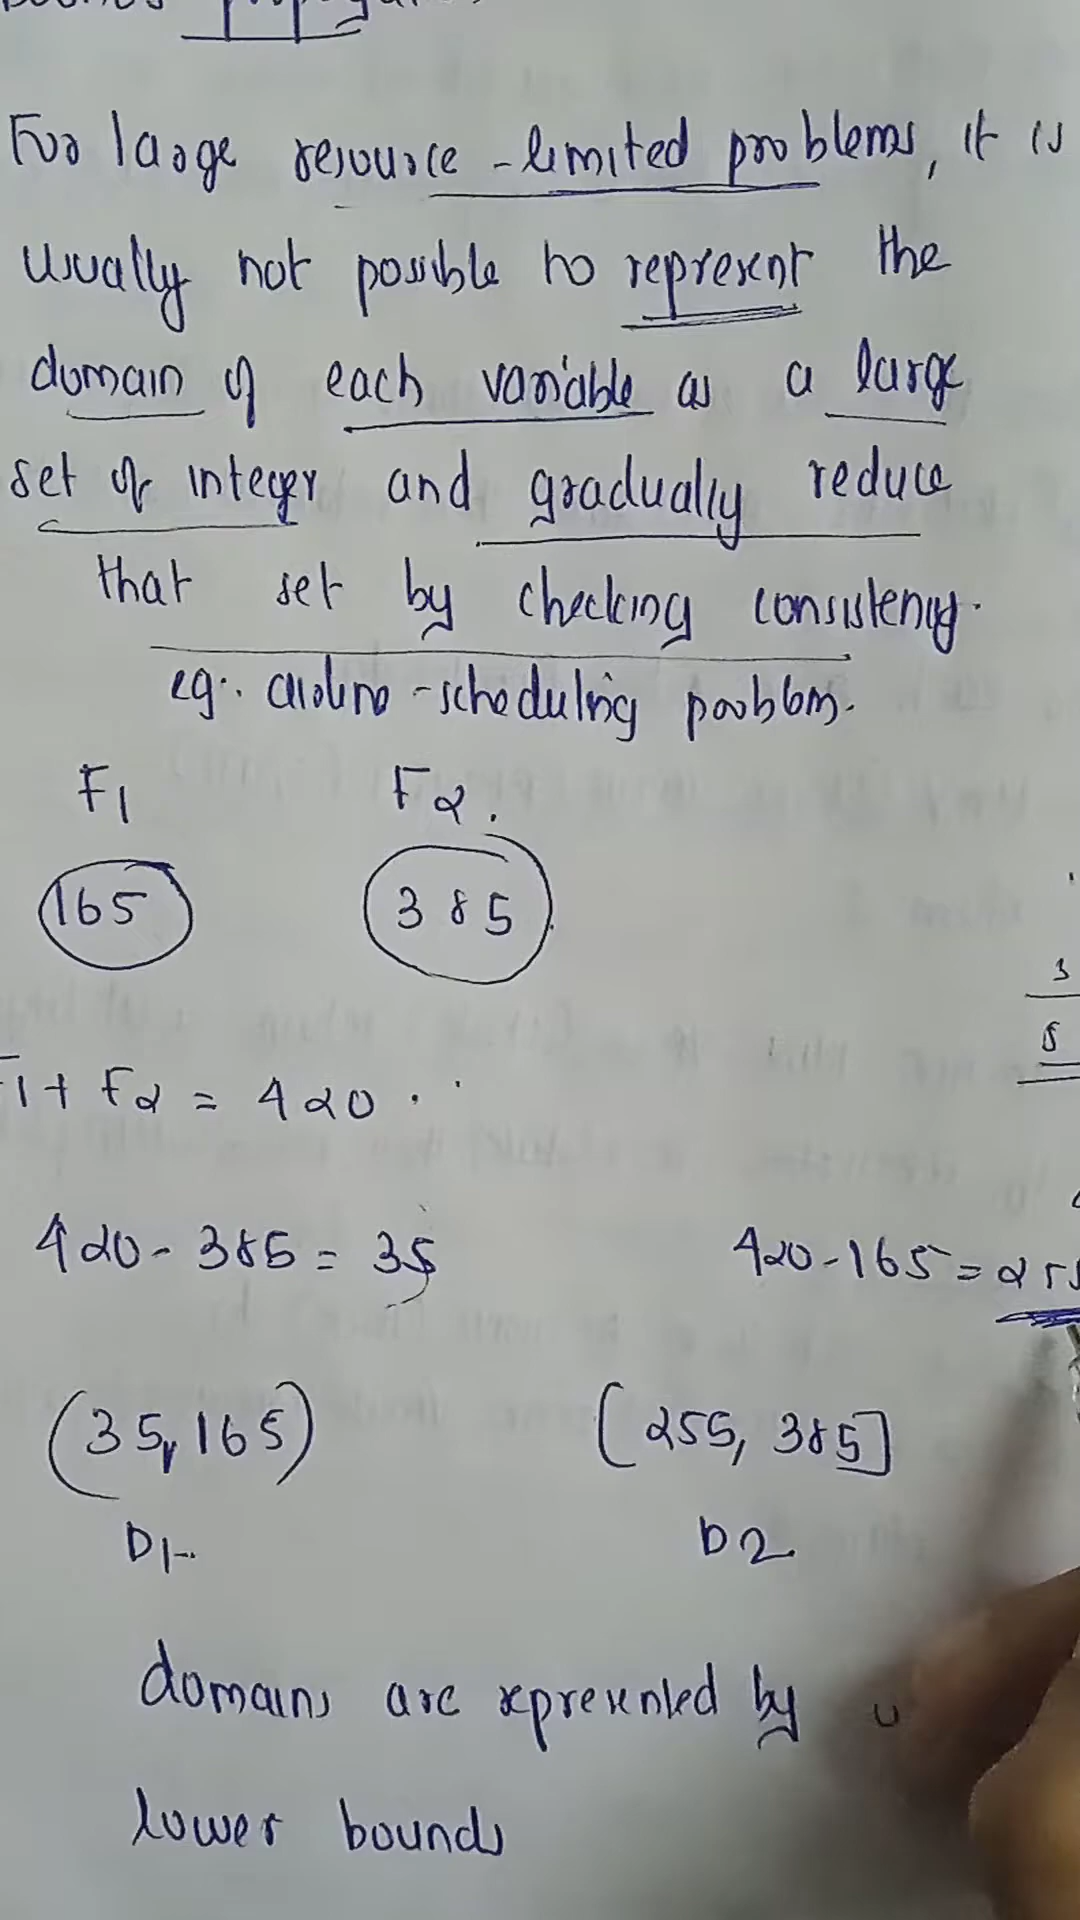 For large resource-limited problems, it is
usually not possible to represent the
domain of each variable as a large
set of integer and gradually reduce
that set by checking consistency.
eg:. airline-scheduling problem.
F1 F2.
165 385
3
5
F1 + F2 = 420.
420 - 385 = 35
420-165=255
(35, 165) [255, 385]
D1 D2
domains are represented by
lower bounds